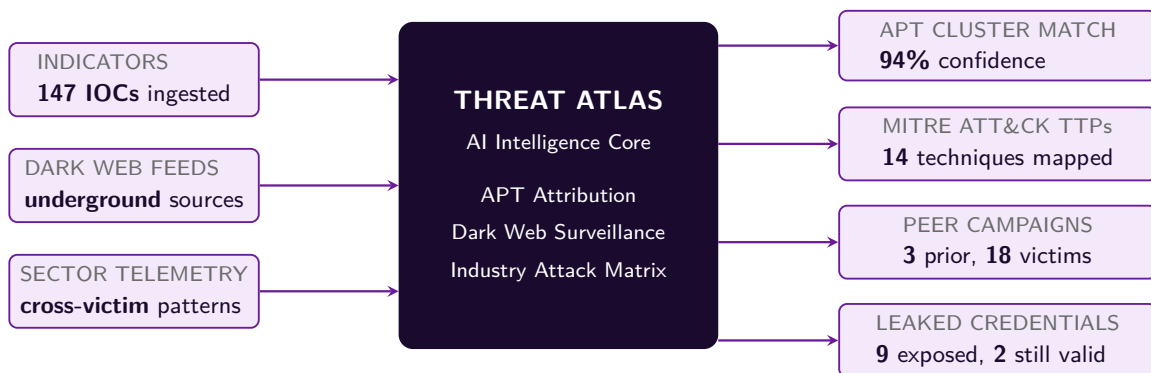 INDICATORS
147 IOCs ingested
DARK WEB FEEDS
underground sources
SECTOR TELEMETRY
cross-victim patterns
THREAT ATLAS
AI Intelligence Core
APT Attribution
Dark Web Surveillance
Industry Attack Matrix
APT CLUSTER MATCH
94% confidence
MITRE ATT&CK TTPs
14 techniques mapped
PEER CAMPAIGNS
3 prior, 18 victims
LEAKED CREDENTIALS
9 exposed, 2 still valid